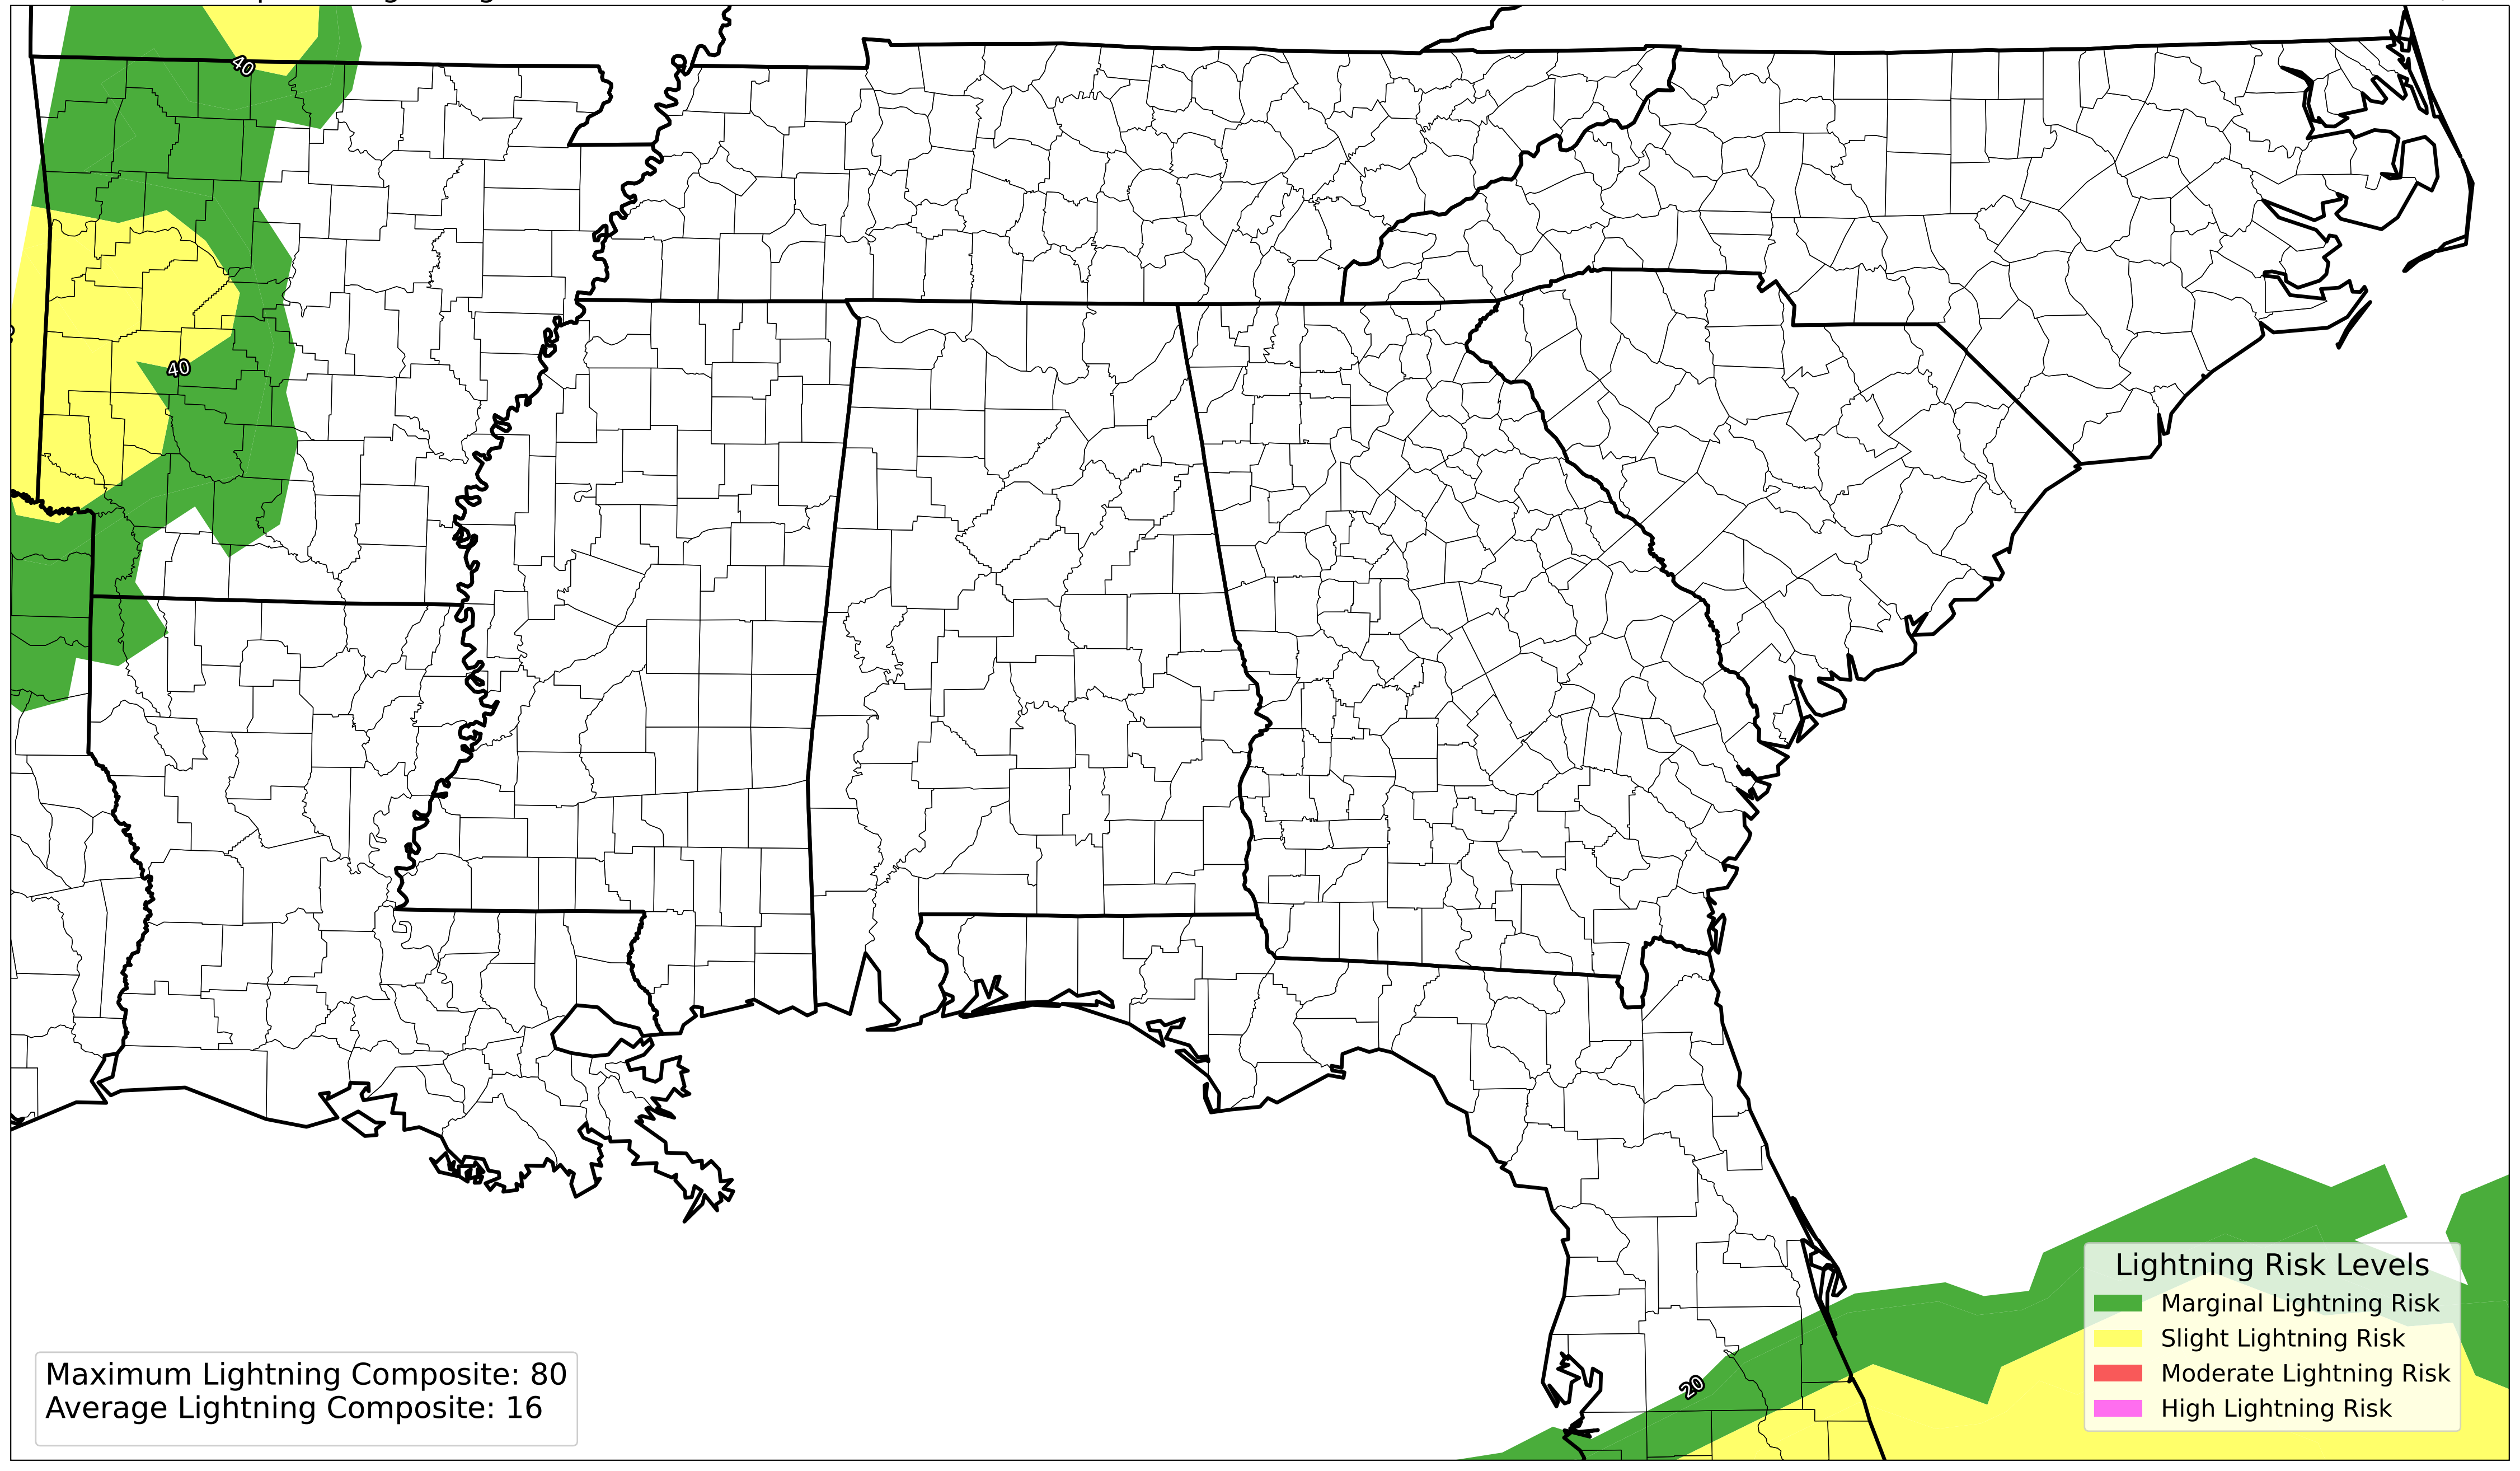 40
40
20
Lightning Risk Levels
Marginal Lightning Risk
Slight Lightning Risk
Moderate Lightning Risk
High Lightning Risk
Maximum Lightning Composite: 80
Average Lightning Composite: 16